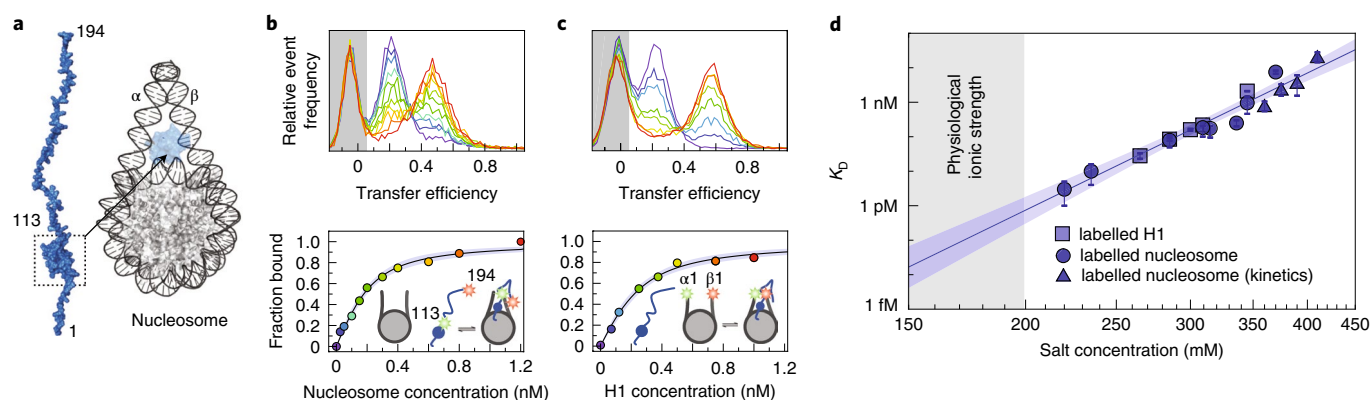 a
194
α
β
113
1
Nucleosome
b
Relative event
frequency
0
0.4
0.8
Transfer efficiency
Fraction bound
1.0
0.8
0.6
0.4
0.2
0
194
113
0
0.4
0.8
1.2
Nucleosome concentration (nM)
c
0
0.4
0.8
Transfer efficiency
1.0
0.8
0.6
0.4
0.2
0
α1 β1
0
0.4
0.8
1.2
H1 concentration (nM)
d
KD
1 nM
1 pM
1 fM
Physiological
ionic strength
labelled H1
labelled nucleosome
labelled nucleosome (kinetics)
150
200
250
300
350
400
450
Salt concentration (mM)